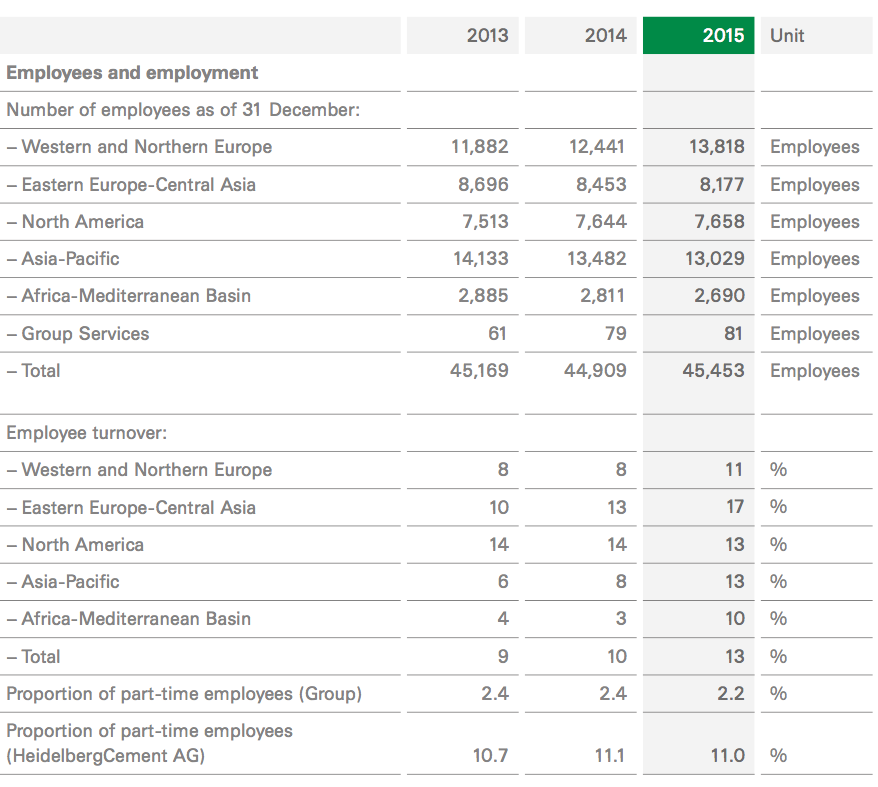 2013 2014 2015 Unit
Employees and employment
Number of employees as of 31 December:
– Western and Northern Europe 11,882 12,441 13,818 Employees
– Eastern Europe-Central Asia 8,696 8,453 8,177 Employees
– North America 7,513 7,644 7,658 Employees
– Asia-Pacific 14,133 13,482 13,029 Employees
– Africa-Mediterranean Basin 2,885 2,811 2,690 Employees
– Group Services 61 79 81 Employees
– Total 45,169 44,909 45,453 Employees
Employee turnover:
– Western and Northern Europe 8 8 11 %
– Eastern Europe-Central Asia 10 13 17 %
– North America 14 14 13 %
– Asia-Pacific 6 8 13 %
– Africa-Mediterranean Basin 4 3 10 %
– Total 9 10 13 %
Proportion of part-time employees (Group) 2.4 2.4 2.2 %
Proportion of part-time employees
(HeidelbergCement AG) 10.7 11.1 11.0 %